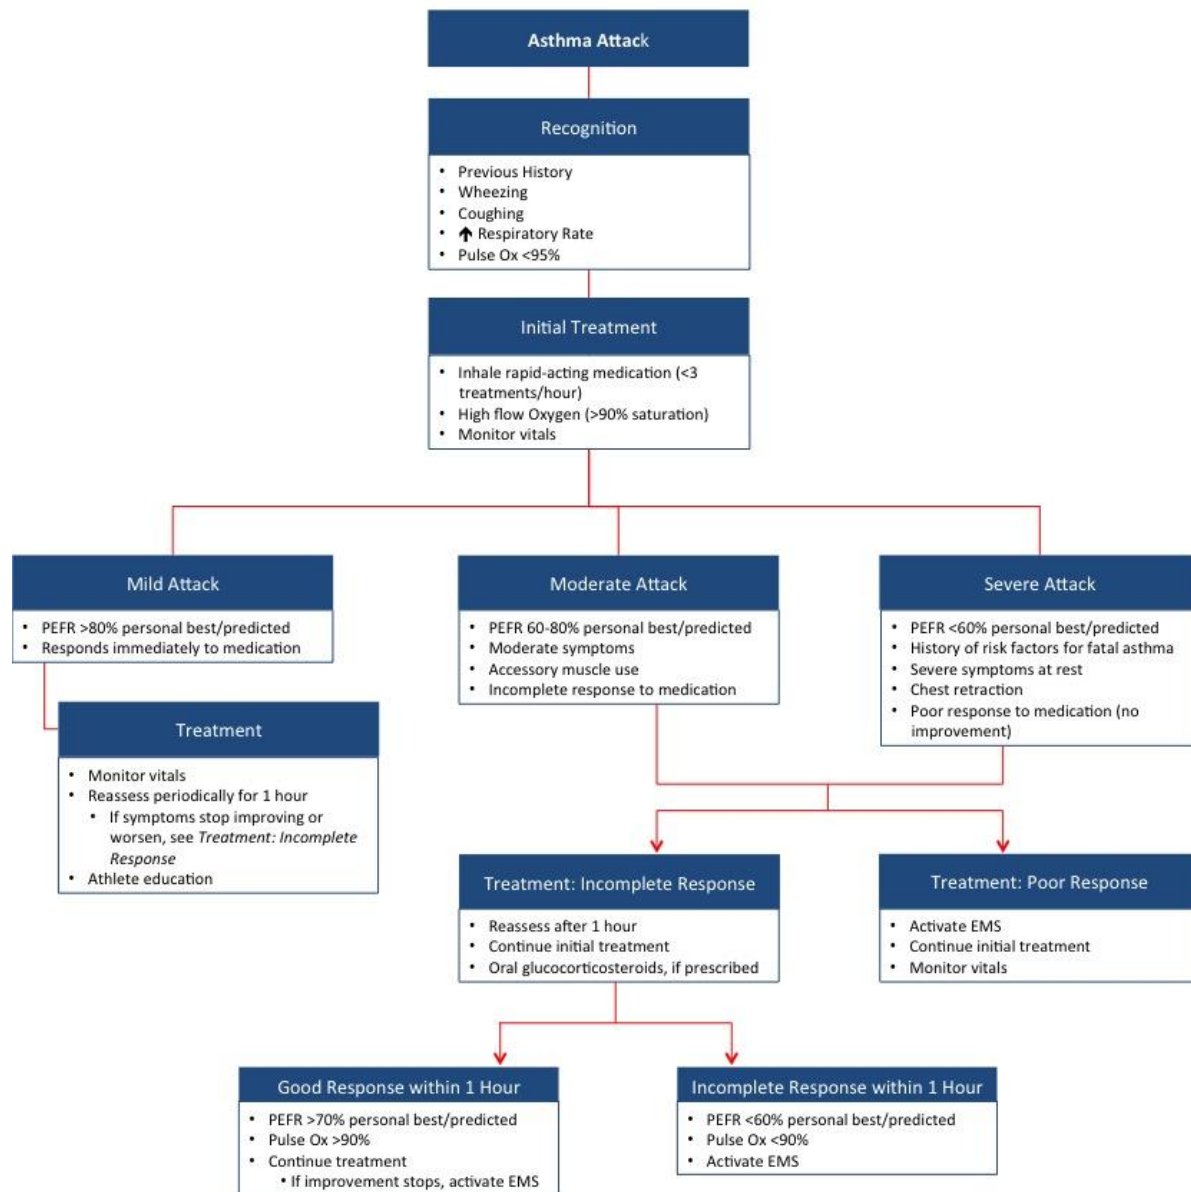 Asthma Attack
Recognition
• Previous History
• Wheezing
• Coughing
• ↑ Respiratory Rate
• Pulse Ox <95%
Initial Treatment
• Inhale rapid-acting medication (<3
treatments/hour)
• High flow Oxygen (>90% saturation)
• Monitor vitals
Mild Attack
• PEFR >80% personal best/predicted
• Responds immediately to medication
Treatment
• Monitor vitals
• Reassess periodically for 1 hour
• If symptoms stop improving or
worsen, see Treatment: Incomplete
Response
• Athlete education
Moderate Attack
• PEFR 60-80% personal best/predicted
• Moderate symptoms
• Accessory muscle use
• Incomplete response to medication
Severe Attack
• PEFR <60% personal best/predicted
• History of risk factors for fatal asthma
• Severe symptoms at rest
• Chest retraction
• Poor response to medication (no
improvement)
Treatment: Incomplete Response
• Reassess after 1 hour
• Continue initial treatment
• Oral glucocorticosteroids, if prescribed
Treatment: Poor Response
• Activate EMS
• Continue initial treatment
• Monitor vitals
Good Response within 1 Hour
• PEFR >70% personal best/predicted
• Pulse Ox >90%
• Continue treatment
• If improvement stops, activate EMS
Incomplete Response within 1 Hour
• PEFR <60% personal best/predicted
• Pulse Ox <90%
• Activate EMS